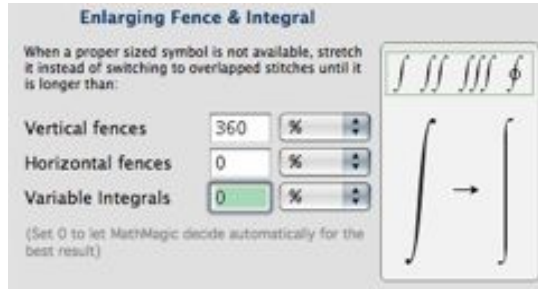 Enlarging Fence & Integral
When a proper sized symbol is not available, stretch
it instead of switching to overlapped stitches until it
is longer than:
Vertical fences 360 %
Horizontal fences 0 %
Variable Integrals 0 %
(Set 0 to let MathMagic decide automatically for the
best result)
∫ ∬ ∭ ∮
∫ → ∫